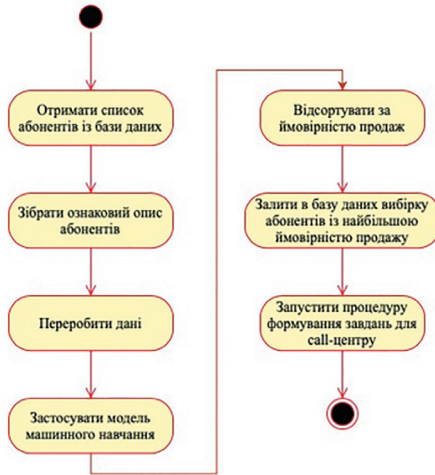 Отримати список
абонентів із бази даних
Зібрати ознаковий опис
абонентів
Переробити дані
Застосувати модель
машинного навчання
Відсортувати за
ймовірністю продаж
Залити в базу даних вибірку
абонентів із найбільшою
ймовірністю продажу
Запустити процедуру
формування завдань для
call-центру